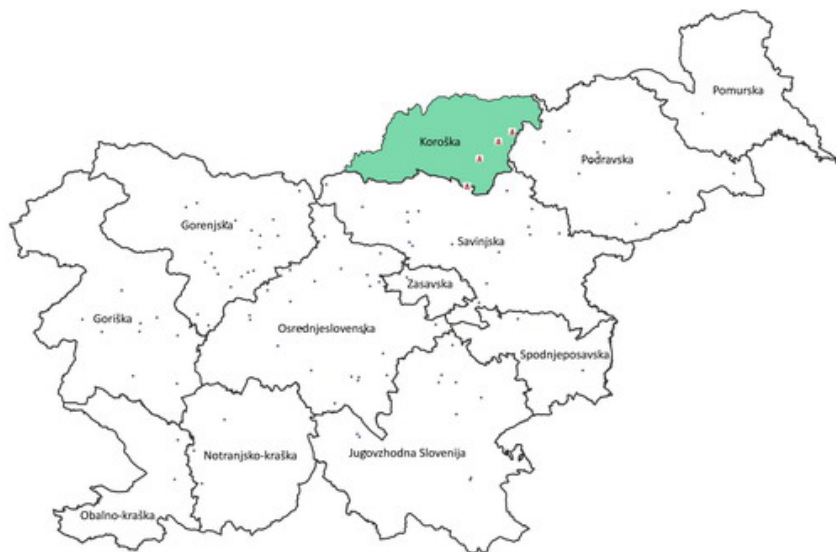 Pomurska
Koroška
Podravska
Gorenjska
Savinjska
Zasavska
Goriška
Osrednjeslovenska
Spodnjeposavska
Notranjsko-kraška
Jugovzhodna Slovenija
Obalno-kraška